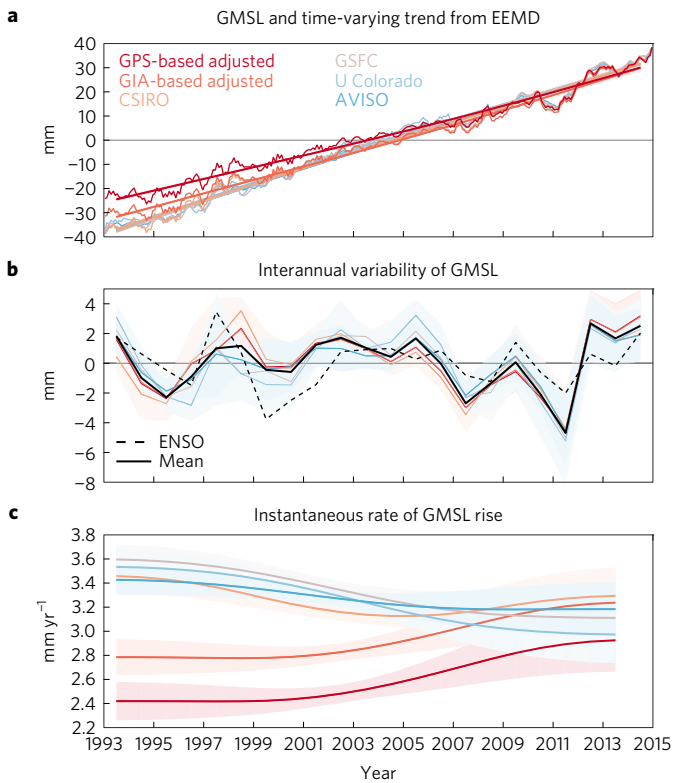 a
GMSL and time-varying trend from EEMD
40
30
20
10
0
−10
−20
−30
−40
mm
GPS-based adjusted
GIA-based adjusted
CSIRO
GSFC
U Colorado
AVISO
b
Interannual variability of GMSL
4
2
0
−2
−4
−6
−8
mm
ENSO
Mean
c
Instantaneous rate of GMSL rise
3.8
3.6
3.4
3.2
3.0
2.8
2.6
2.4
2.2
mm yr⁻¹
1993 1995 1997 1999 2001 2003 2005 2007 2009 2011 2013 2015
Year